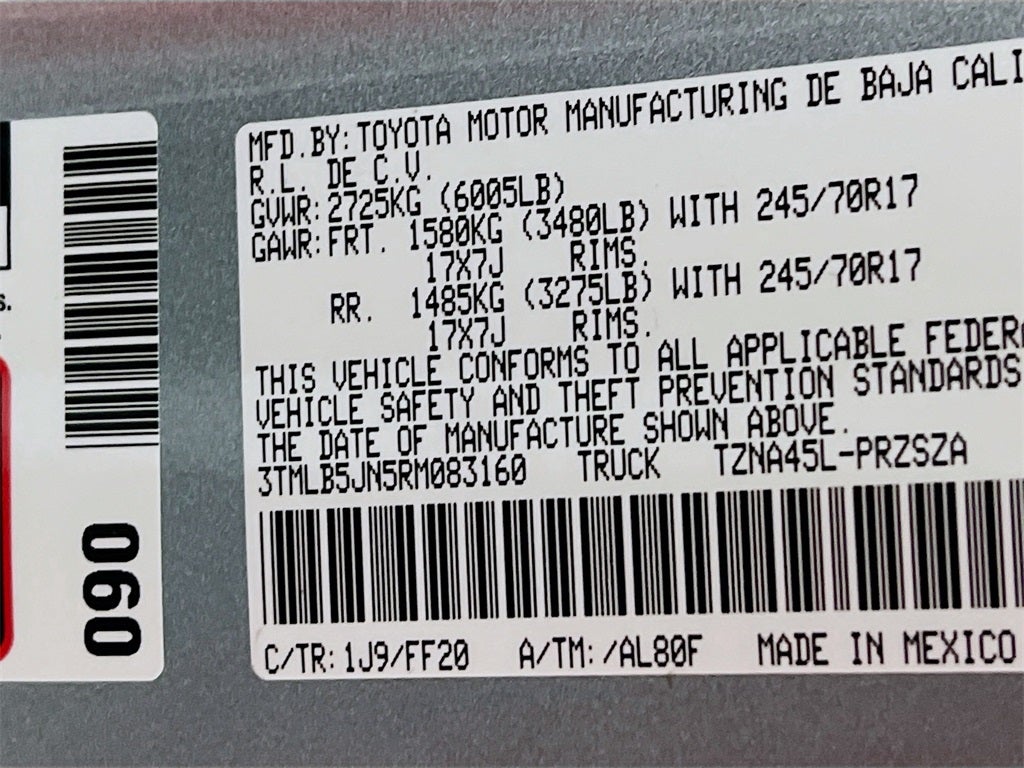 s.
090
MFD.BY:TOYOTA MOTOR MANUFACTURING DE BAJA CALI
R.L. DE C.V.
GVWR:2725KG (6005LB)
GAWR:FRT. 1580KG (3480LB) WITH 245/70R17
17X7J RIMS.
RR. 1485KG (3275LB) WITH 245/70R17
17X7J RIMS.
THIS VEHICLE CONFORMS TO ALL APPLICABLE FEDERA
VEHICLE SAFETY AND THEFT PREVENTION STANDARDS
THE DATE OF MANUFACTURE SHOWN ABOVE.
3TMLB5JN5RM083160 TRUCK TZNA45L-PRZSZA
C/TR:1J9/FF20 A/TM:/AL80F MADE IN MEXICO